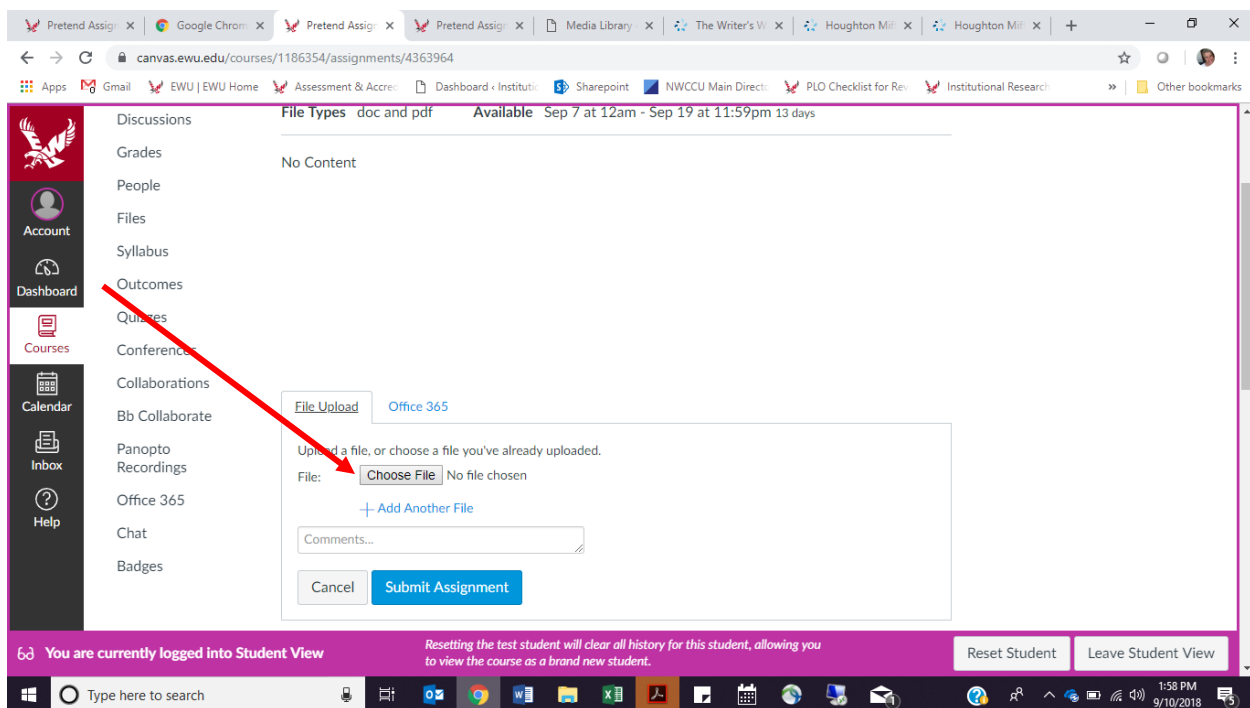 Pretend Assign
Google Chrom
Pretend Assign
Pretend Assign
Media Library
The Writer's W
Houghton Miff
Houghton Miff
canvas.ewu.edu/courses/1186354/assignments/4363964
Apps
Gmail
EWU | EWU Home
Assessment & Accred
Dashboard ‹ Institutio
Sharepoint
NWCCU Main Directo
PLO Checklist for Rev
Institutional Research
»
Other bookmarks
Account
Dashboard
Courses
Calendar
Inbox
Help
Discussions
Grades
People
Files
Syllabus
Outcomes
Quizzes
Conferences
Collaborations
Bb Collaborate
Panopto
Recordings
Office 365
Chat
Badges
File Types doc and pdf Available Sep 7 at 12am - Sep 19 at 11:59pm 13 days
No Content
File Upload Office 365
Upload a file, or choose a file you've already uploaded.
File: Choose File No file chosen
+ Add Another File
Comments...
Cancel Submit Assignment
You are currently logged into Student View
Resetting the test student will clear all history for this student, allowing you
to view the course as a brand new student.
Reset Student Leave Student View
Type here to search
1:58 PM
9/10/2018
5